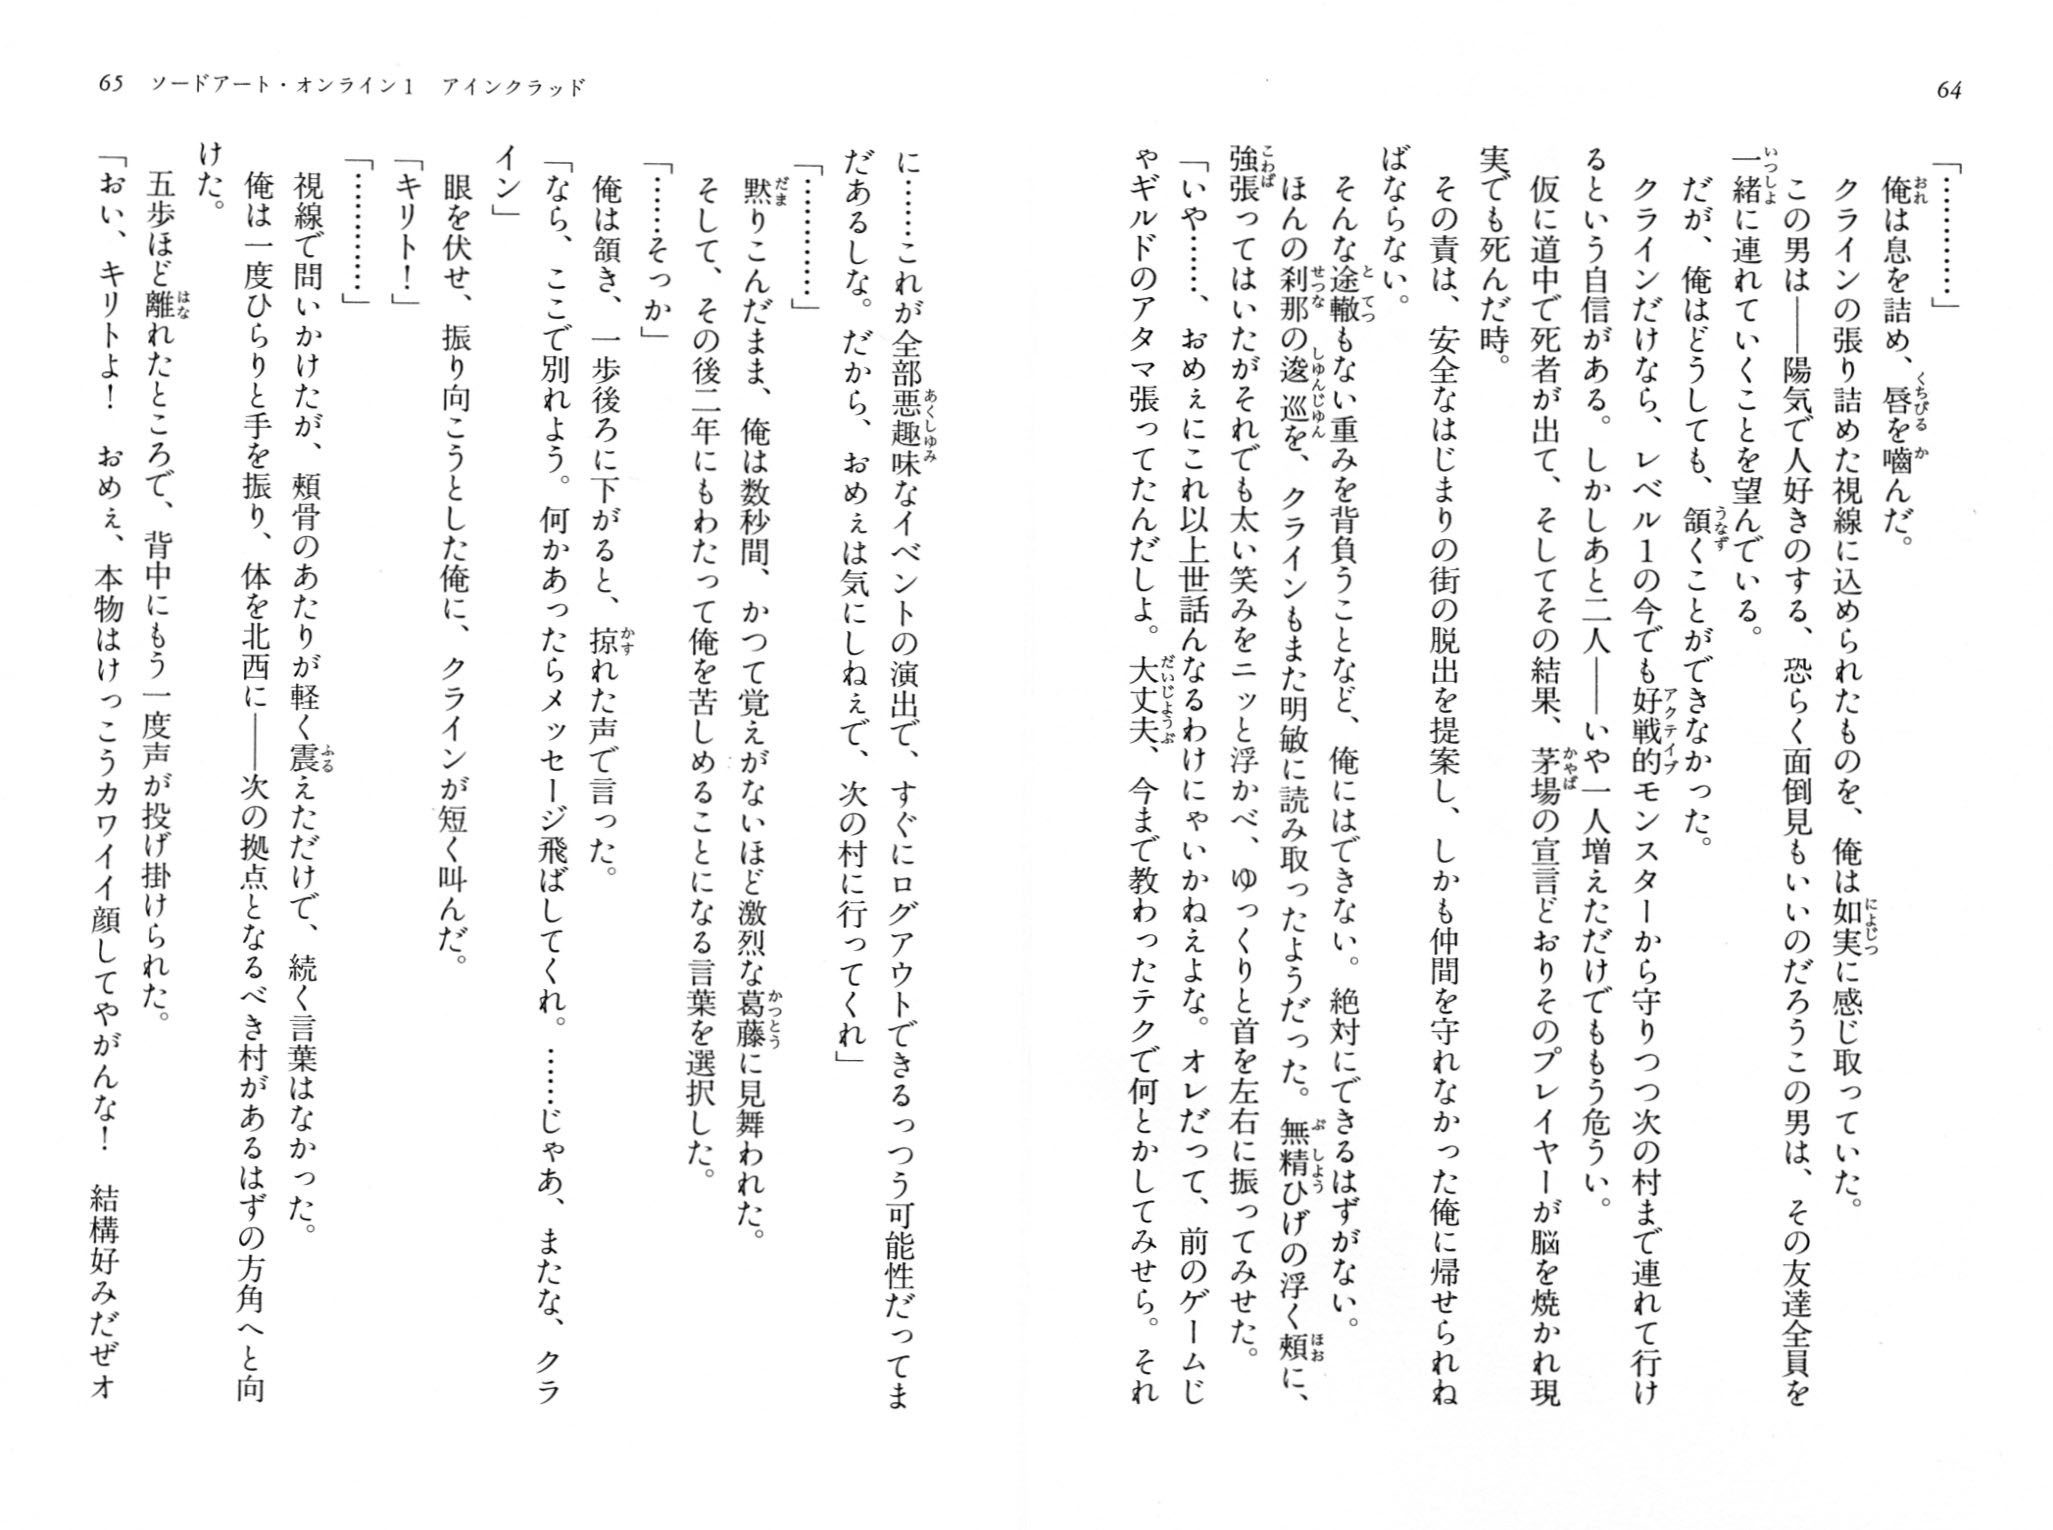 64
「…………」
俺は息を詰め、唇を嚙んだ。
クラインの張り詰めた視線に込められたものを、俺は如実に感じ取っていた。
この男は――陽気で人好きのする、恐らく面倒見もいいのだろうこの男は、その友達全員を
一緒に連れていくことを望んでいる。
だが、俺はどうしても、頷くことができなかった。
クラインだけなら、レベル1の今でも好戦的モンスターから守りつつ次の村まで連れて行け
るという自信がある。しかしあと二人――いや一人増えただけでももう危うい。
仮に道中で死者が出て、そしてその結果、茅場の宣言どおりそのプレイヤーが脳を焼かれ現
実でも死んだ時。
その責は、安全なはじまりの街の脱出を提案し、しかも仲間を守れなかった俺に帰せられね
ばならない。
そんな途轍もない重みを背負うことなど、俺にはできない。絶対にできるはずがない。
ほんの刹那の逡巡を、クラインもまた明敏に読み取ったようだった。無精ひげの浮く頰に、
強張ってはいたがそれでも太い笑みをニッと浮かべ、ゆっくりと首を左右に振ってみせた。
「いや……、おめぇにこれ以上世話んなるわけにゃいかねえよな。オレだって、前のゲームじ
ゃギルドのアタマ張ってたんだしよ。大丈夫、今まで教わったテクで何とかしてみせら。それ
65 ソードアート・オンライン1 アインクラッド
に……これが全部悪趣味なイベントの演出で、すぐにログアウトできるっつう可能性だってま
だあるしな。だから、おめぇは気にしねぇで、次の村に行ってくれ」
「…………」
黙りこんだまま、俺は数秒間、かつて覚えがないほど激烈な葛藤に見舞われた。
そして、その後二年にもわたって俺を苦しめることになる言葉を選択した。
「……そっか」
俺は頷き、一歩後ろに下がると、掠れた声で言った。
「なら、ここで別れよう。何かあったらメッセージ飛ばしてくれ。……じゃあ、またな、クラ
イン」
眼を伏せ、振り向こうとした俺に、クラインが短く叫んだ。
「キリト！」
「…………」
視線で問いかけたが、頰骨のあたりが軽く震えただけで、続く言葉はなかった。
俺は一度ひらりと手を振り、体を北西に――次の拠点となるべき村があるはずの方角へと向
けた。
五歩ほど離れたところで、背中にもう一度声が投げ掛けられた。
「おい、キリトよ！ おめぇ、本物はけっこうカワイイ顔してやがんな！ 結構好みだぜオ